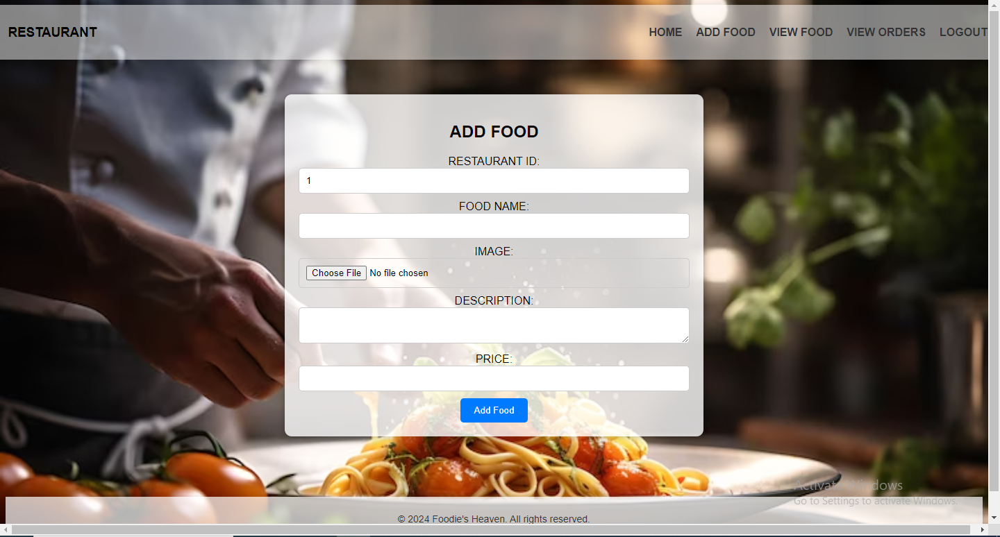 RESTAURANT
HOME ADD FOOD VIEW FOOD VIEW ORDERS LOGOUT
ADD FOOD
RESTAURANT ID:
1
FOOD NAME:
IMAGE:
Choose File No file chosen
DESCRIPTION:
PRICE:
Add Food
Activate Windows
Go to Settings to activate Windows.
© 2024 Foodie's Heaven. All rights reserved.